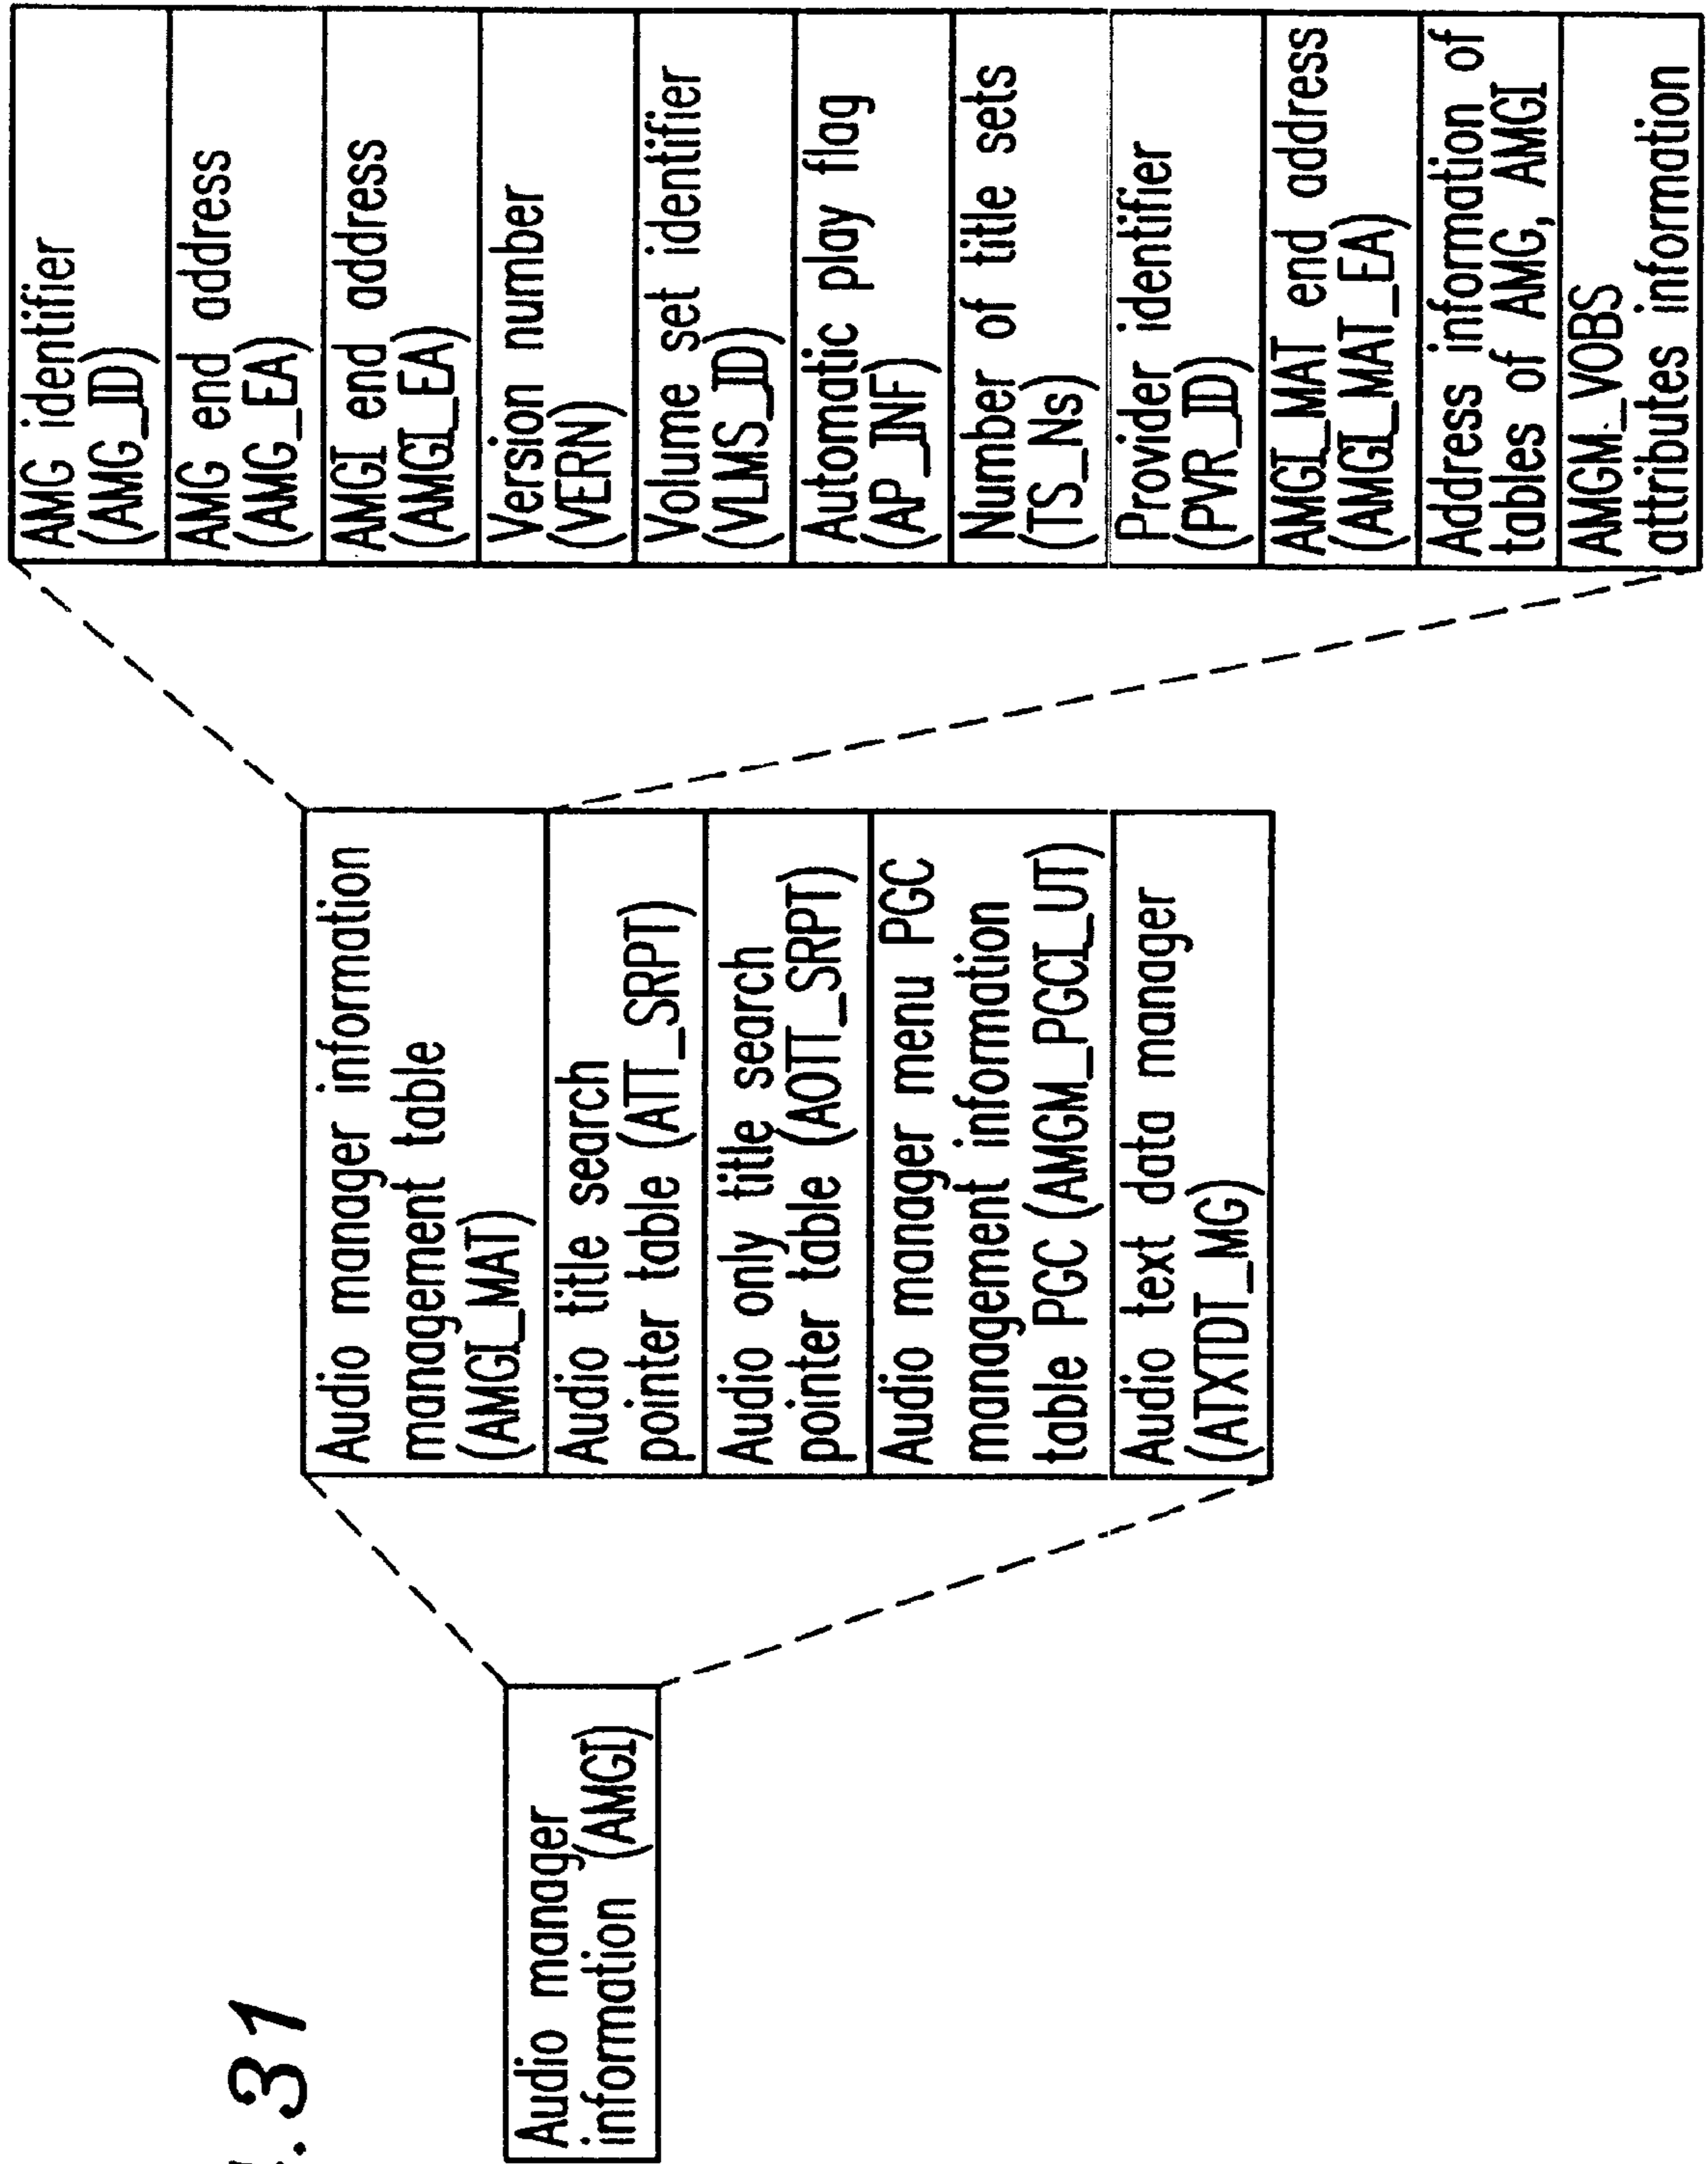 . 31
Audio manager
information (AMGI)
Audio manager information
management table
(AMGI_MAT)
Audio title search
pointer table (ATT_SRPT)
Audio only title search
pointer table (AOTT_SRPT)
Audio manager menu PGC
management information
table PGC (AMGM_PGCI_UT)
Audio text data manager
(ATXTDT_MG)
AMG identifier
(AMG_ID)
AMG end address
(AMG_EA)
AMGI end address
(AMGI_EA)
Version number
(VERN)
Volume set identifier
(VLMS_ID)
Automatic play flag
(AP_INF)
Number of title sets
(TS_Ns)
Provider identifier
(PVR_ID)
AMGI_MAT end address
(AMGI_MAT_EA)
Address information of
tables of AMG, AMGI
AMGM_VOBS
attributes information